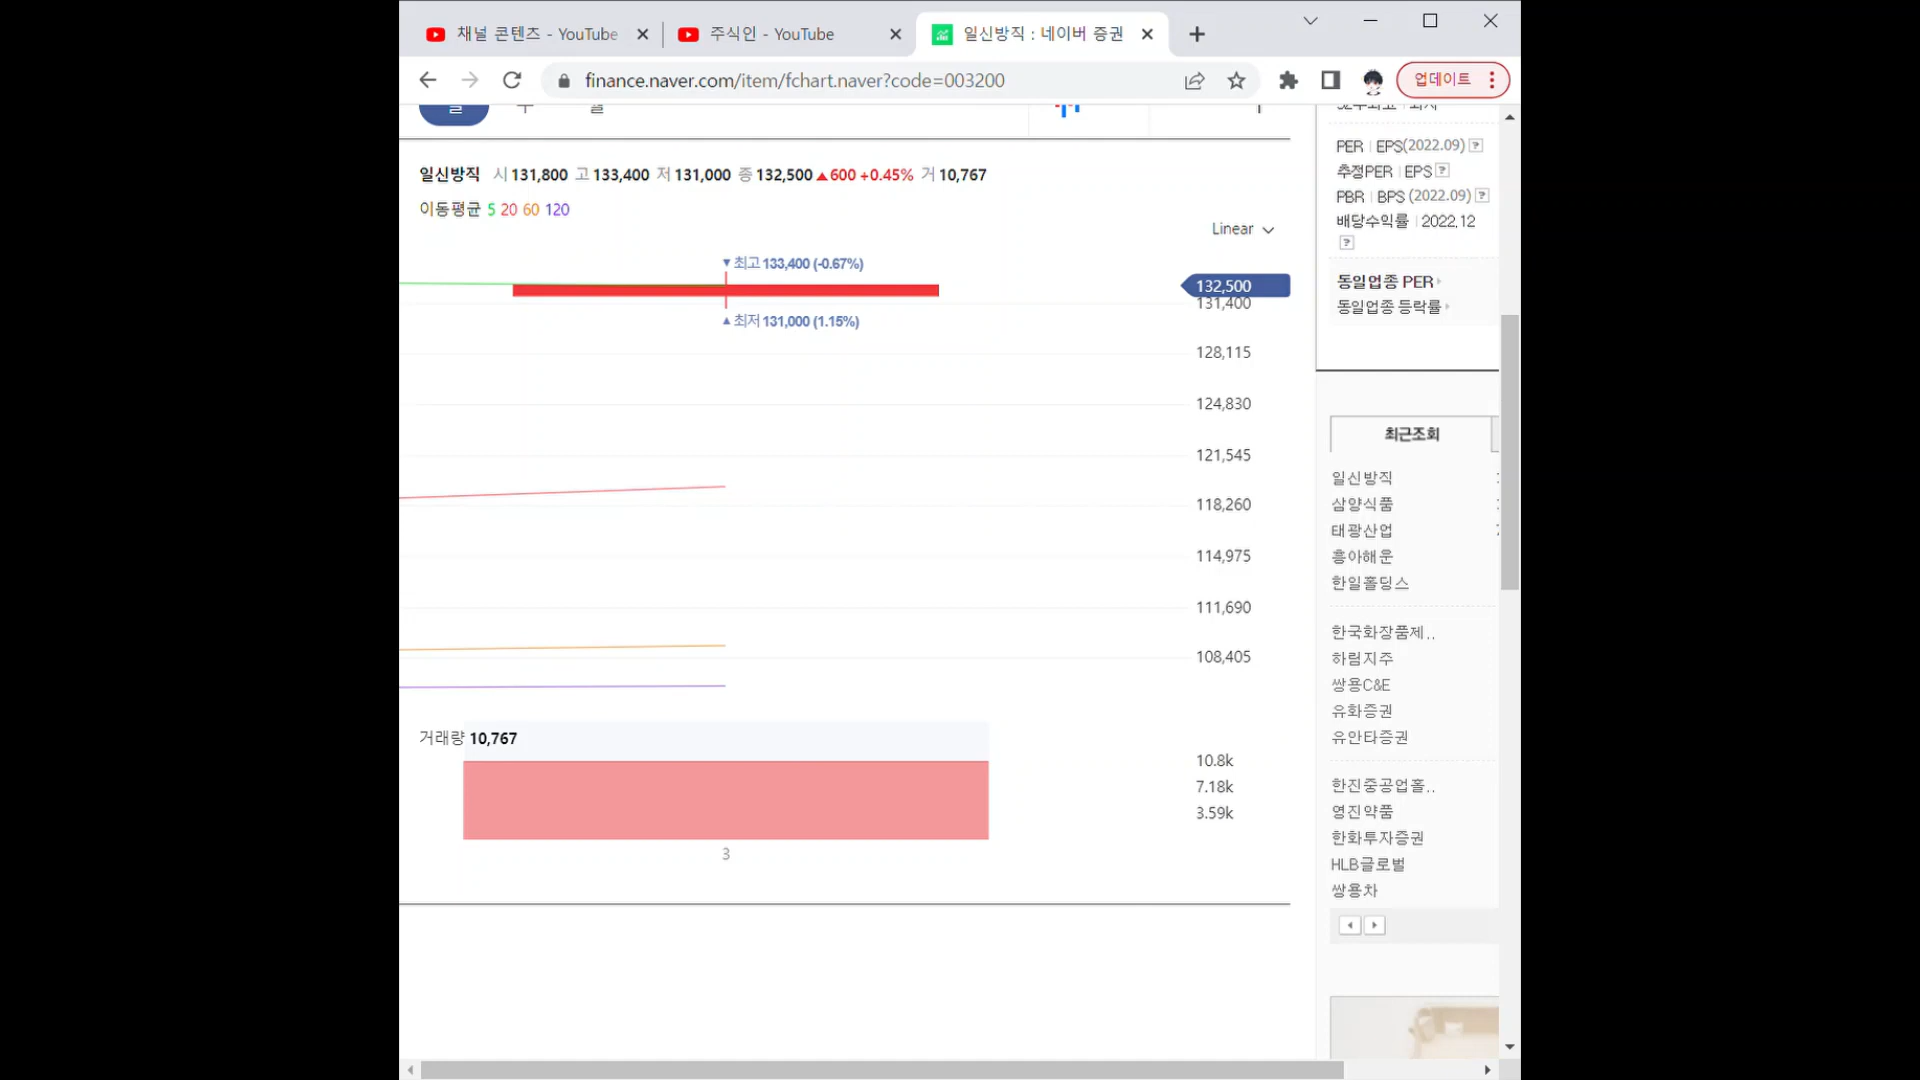 채널 콘텐츠 - YouTube
주식인 - YouTube
일신방직 : 네이버 증권
finance.naver.com/item/fchart.naver?code=003200
업데이트
일신방직 시 131,800 고 133,400 저 131,000 종 132,500 ▲600 +0.45% 거 10,767
이동평균 5 20 60 120
Linear
▼최고 133,400 (-0.67%)
132,500
131,400
▲최저 131,000 (1.15%)
128,115
124,830
121,545
118,260
114,975
111,690
108,405
거래량 10,767
10.8k
7.18k
3.59k
3
PER | EPS(2022.09) ?
추정PER | EPS ?
PBR | BPS (2022.09) ?
배당수익률 | 2022.12
?
동일업종 PER
동일업종 등락률
최근조회
일신방직
삼양식품
태광산업
흥아해운
한일홀딩스
한국화장품제..
하림지주
쌍용C&E
유화증권
유안타증권
한진중공업홀..
영진약품
한화투자증권
HLB글로벌
쌍용차